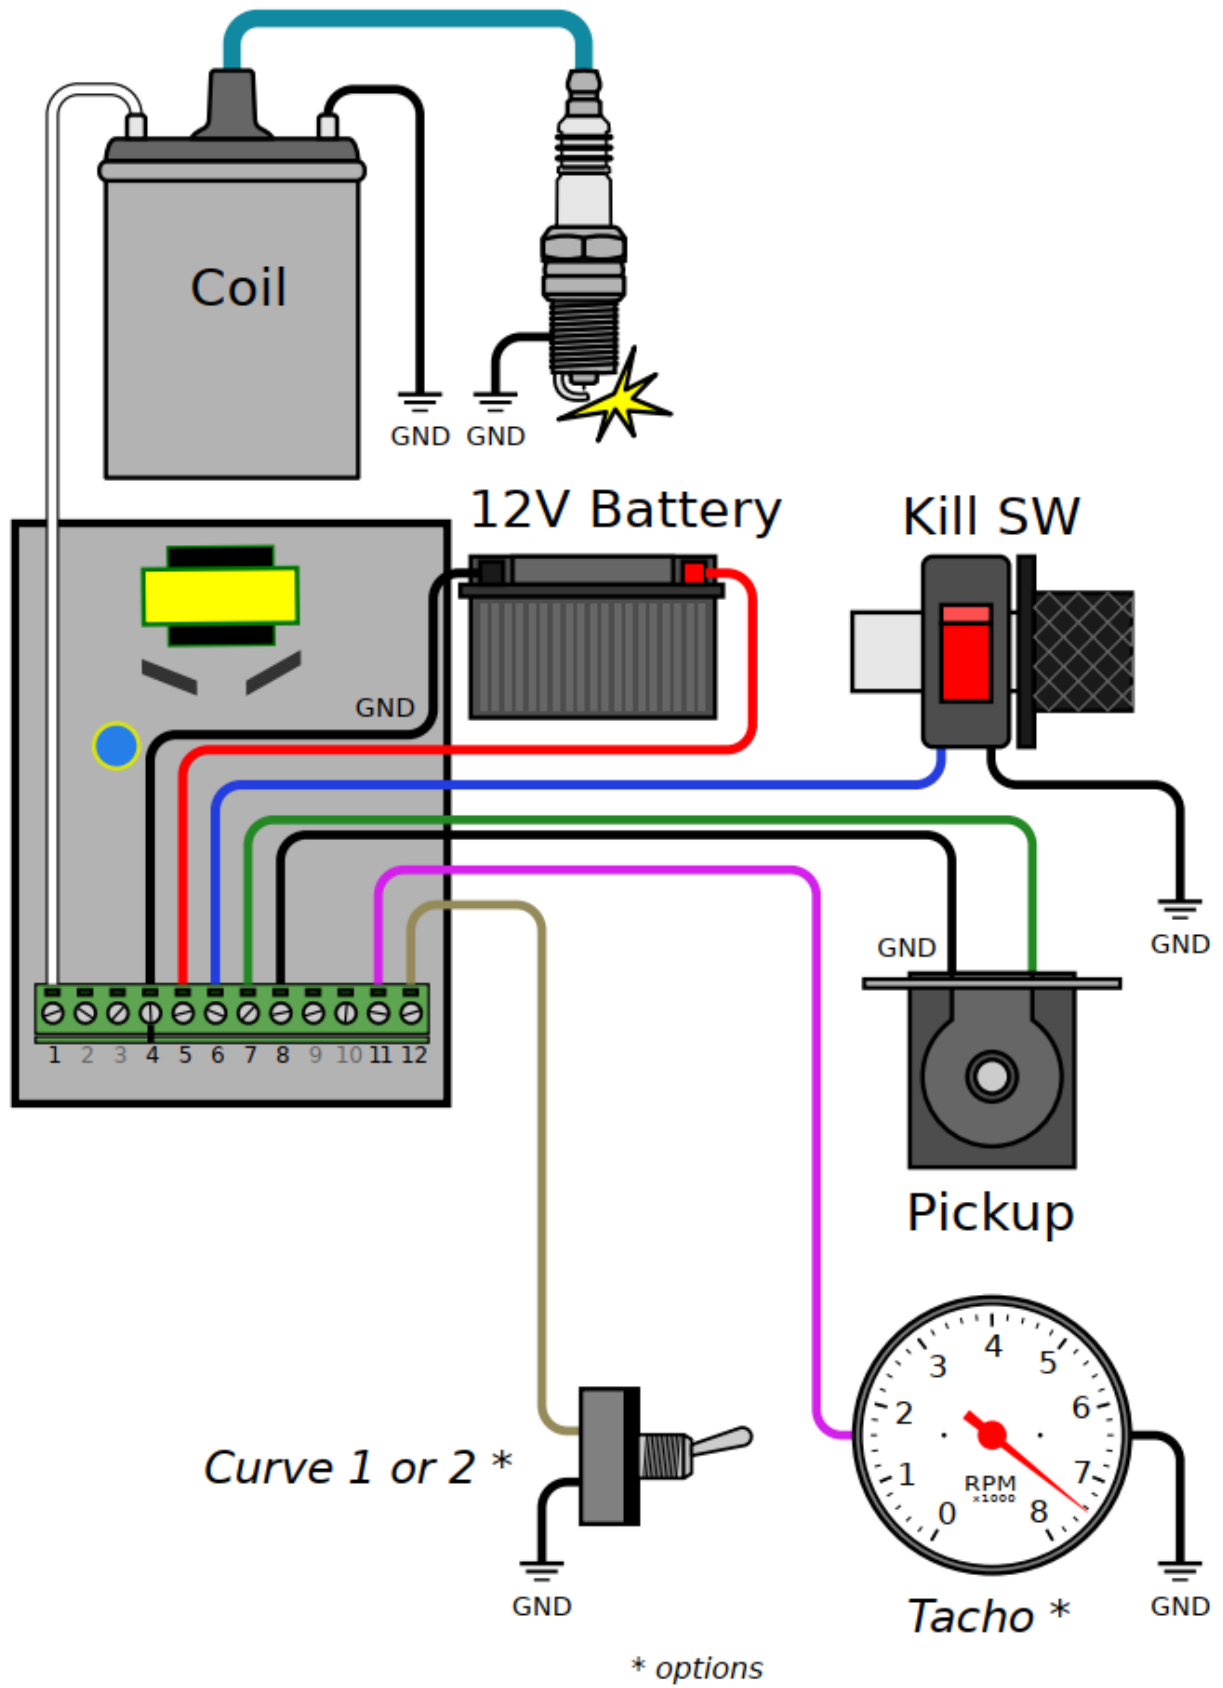 Coil
GND GND
12V Battery
Kill SW
GND
GND
GND
1 2 3 4 5 6 7 8 9 10 11 12
Pickup
0 1 2 3 4 5 6 7 8
RPM
x1000
Curve 1 or 2 *
GND
GND
Tacho *
* options